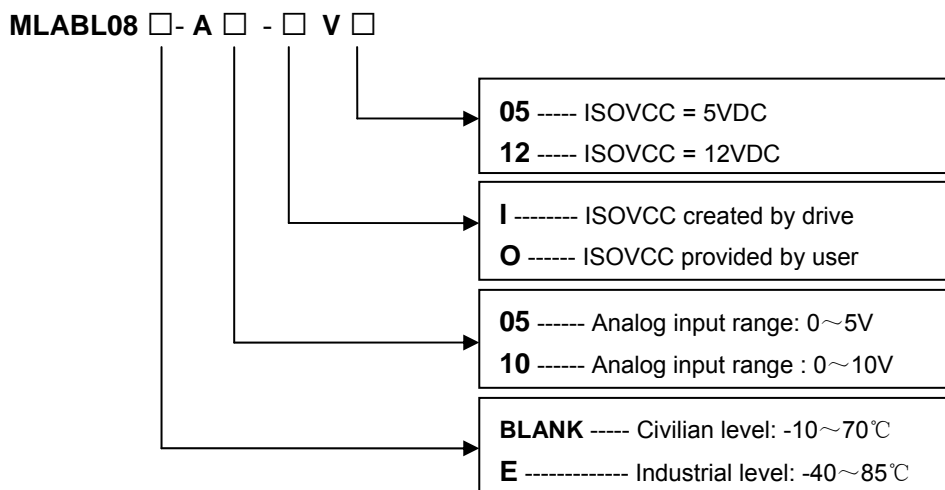 MLABL08 □- A □ - □ V □
05 ----- ISOVCC = 5VDC
12 ----- ISOVCC = 12VDC
I -------- ISOVCC created by drive
O ------ ISOVCC provided by user
05 ------ Analog input range: 0～5V
10 ------ Analog input range : 0～10V
BLANK ----- Civilian level: -10～70℃
E ------------- Industrial level: -40～85℃